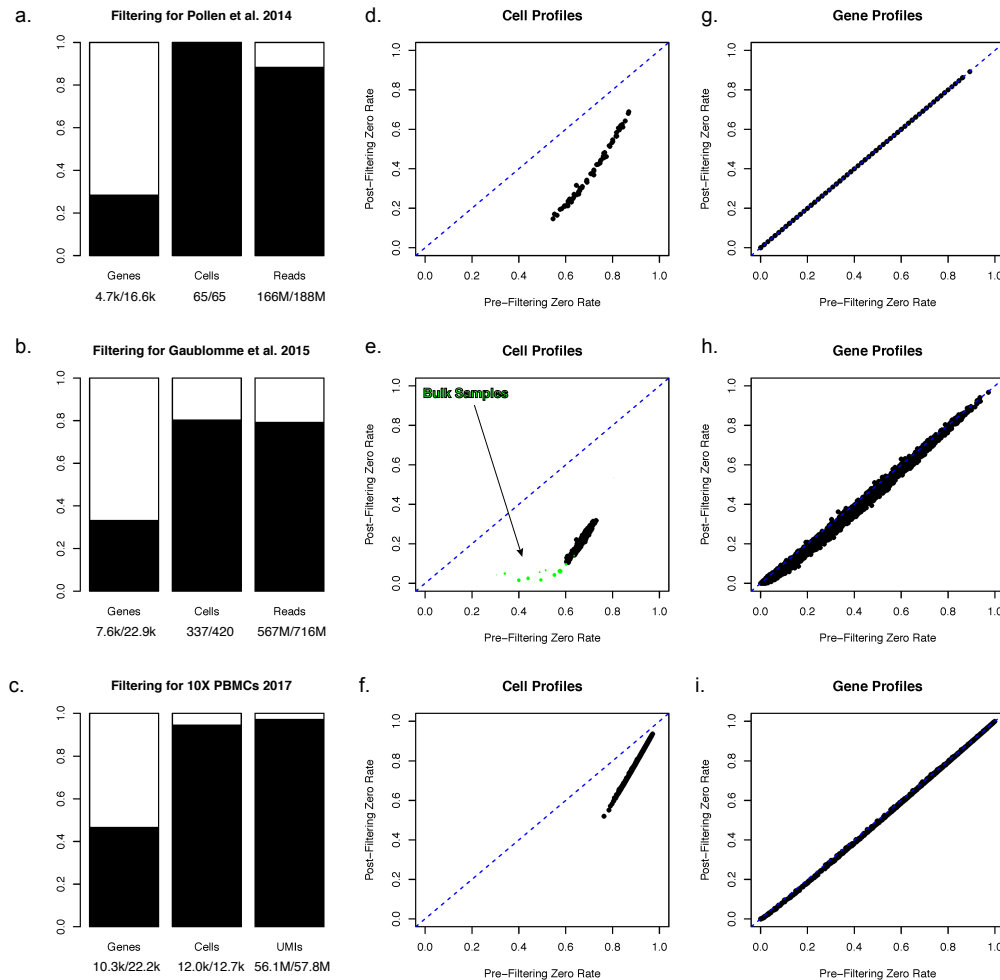 a.
Filtering for Pollen et al. 2014
1.0
0.8
0.6
0.4
0.2
0.0
Genes Cells Reads
4.7k/16.6k 65/65 166M/188M
d.
Cell Profiles
Post-Filtering Zero Rate
1.0
0.8
0.6
0.4
0.2
0.0
0.0 0.2 0.4 0.6 0.8 1.0
Pre-Filtering Zero Rate
g.
Gene Profiles
Post-Filtering Zero Rate
1.0
0.8
0.6
0.4
0.2
0.0
0.0 0.2 0.4 0.6 0.8 1.0
Pre-Filtering Zero Rate
b.
Filtering for Gaublomme et al. 2015
1.0
0.8
0.6
0.4
0.2
0.0
Genes Cells Reads
7.6k/22.9k 337/420 567M/716M
e.
Cell Profiles
Bulk Samples
Post-Filtering Zero Rate
1.0
0.8
0.6
0.4
0.2
0.0
0.0 0.2 0.4 0.6 0.8 1.0
Pre-Filtering Zero Rate
h.
Gene Profiles
Post-Filtering Zero Rate
1.0
0.8
0.6
0.4
0.2
0.0
0.0 0.2 0.4 0.6 0.8 1.0
Pre-Filtering Zero Rate
c.
Filtering for 10X PBMCs 2017
1.0
0.8
0.6
0.4
0.2
0.0
Genes Cells UMIs
10.3k/22.2k 12.0k/12.7k 56.1M/57.8M
f.
Cell Profiles
Post-Filtering Zero Rate
1.0
0.8
0.6
0.4
0.2
0.0
0.0 0.2 0.4 0.6 0.8 1.0
Pre-Filtering Zero Rate
i.
Gene Profiles
Post-Filtering Zero Rate
1.0
0.8
0.6
0.4
0.2
0.0
0.0 0.2 0.4 0.6 0.8 1.0
Pre-Filtering Zero Rate